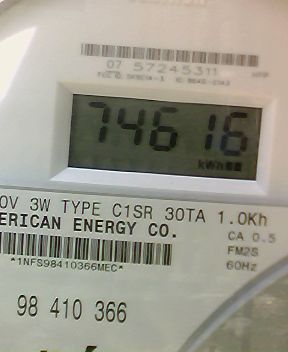 07 57245311
74616
kWh
0V 3W TYPE C1SR 30TA 1.0Kh
ERICAN ENERGY CO.
CA 0.5
FM2S
60Hz
*1NFS98410366MEC*
98 410 366